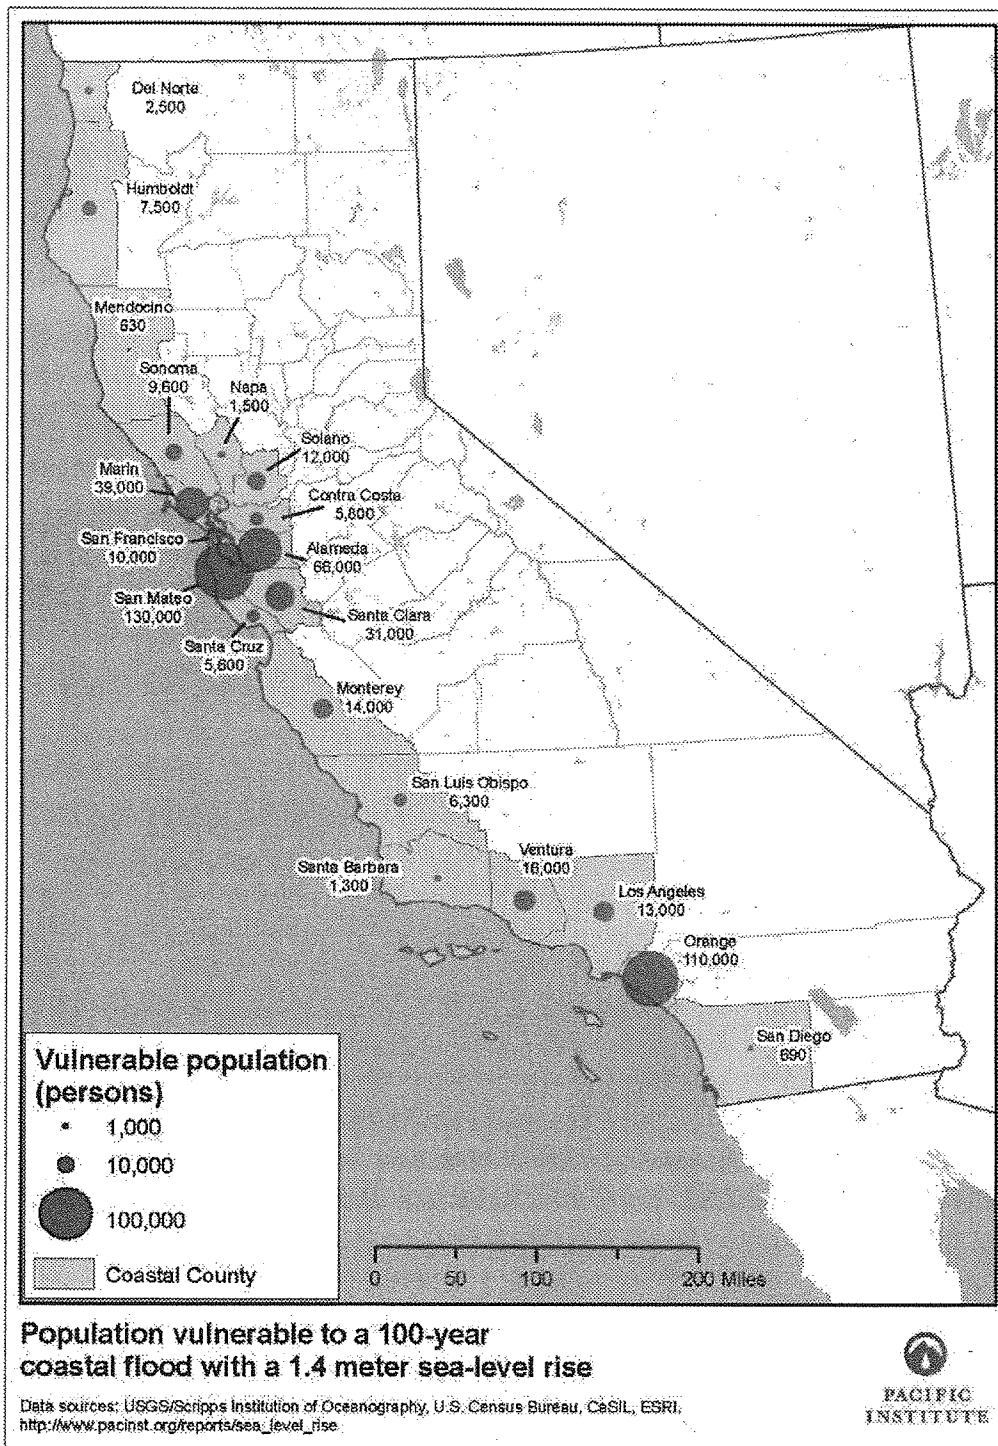 Del Norte
2,500
Humboldt
7,500
Mendocino
630
Sonoma
9,600
Napa
1,500
Solano
12,000
Marin
39,000
Contra Costa
5,800
San Francisco
10,000
Alameda
66,000
San Mateo
130,000
Santa Clara
31,000
Santa Cruz
5,600
Monterey
14,000
San Luis Obispo
6,300
Santa Barbara
1,300
Ventura
16,000
Los Angeles
13,000
Orange
110,000
San Diego
690
Vulnerable population
(persons)
1,000
10,000
100,000
Coastal County
0 50 100 200 Miles
Population vulnerable to a 100-year
coastal flood with a 1.4 meter sea-level rise
Data sources: USGS/Scripps Institution of Oceanography, U.S. Census Bureau, CaSIL, ESRI.
http://www.pacinst.org/reports/sea_level_rise
PACIFIC
INSTITUTE